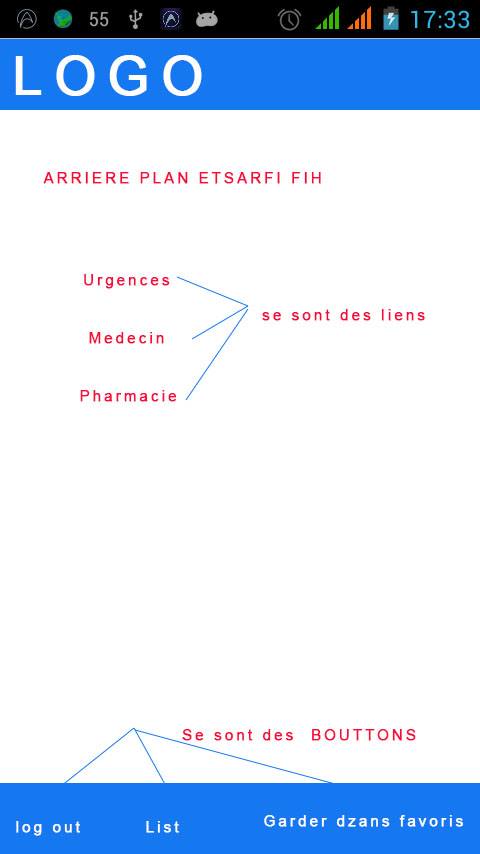 55 17:33
LOGO
ARRIERE PLAN ETSARFI FIH
Urgences
se sont des liens
Medecin
Pharmacie
Se sont des BOUTTONS
log out List Garder dzans favoris